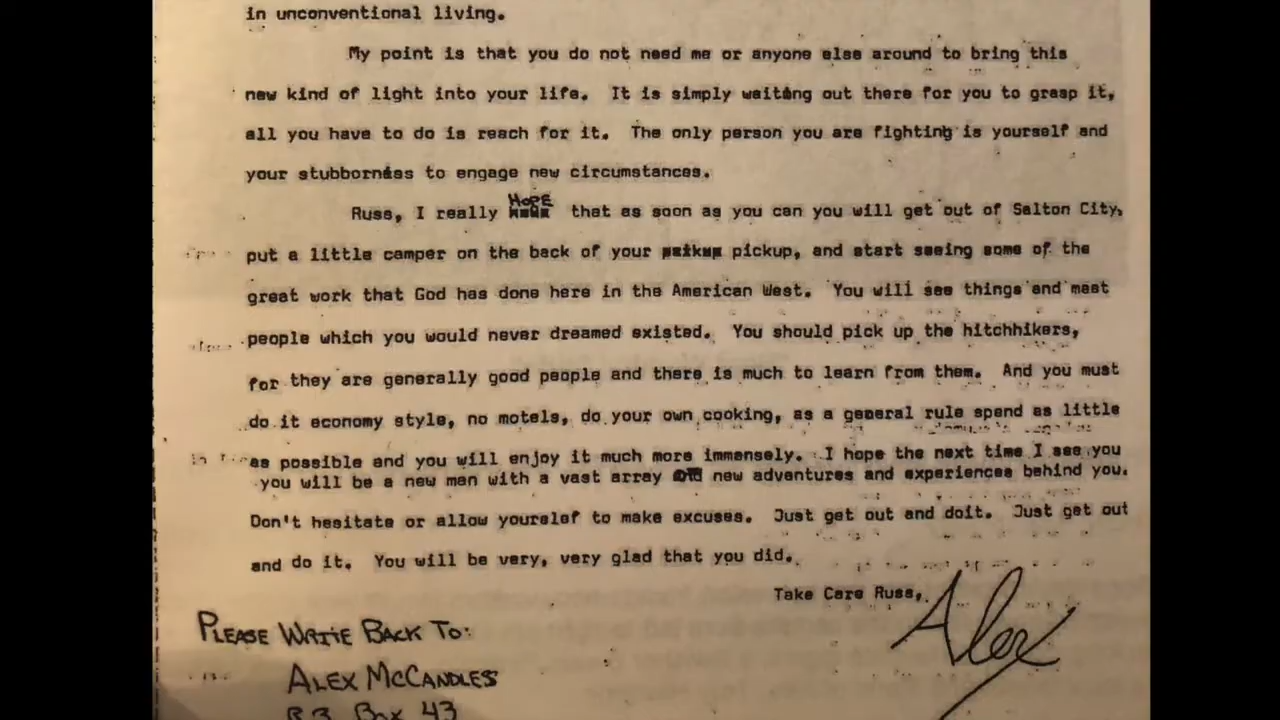 in unconventional living.
My point is that you do not need me or anyone else around to bring this
new kind of light into your life. It is simply waiting out there for you to grasp it,
all you have to do is reach for it. The only person you are fighting is yourself and
your stubborness to engage new circumstances.
Russ, I really HOPE that as soon as you can you will get out of Salton City,
put a little camper on the back of your pickup, and start seeing some of the
great work that God has done here in the American West. You will see things and meet
people which you would never dreamed existed. You should pick up the hitchhikers,
for they are generally good people and there is much to learn from them. And you must
do it economy style, no motels, do your own cooking, as a general rule spend as little
as possible and you will enjoy it much more immensely. I hope the next time I see you
you will be a new man with a vast array new adventures and experiences behind you.
Don't hesitate or allow yourslef to make excuses. Just get out and doit. Just get out
and do it. You will be very, very glad that you did.
Take Care Russ,
Alex
PLEASE WRITE BACK TO:
ALEX MCCANDLESS
Box 43